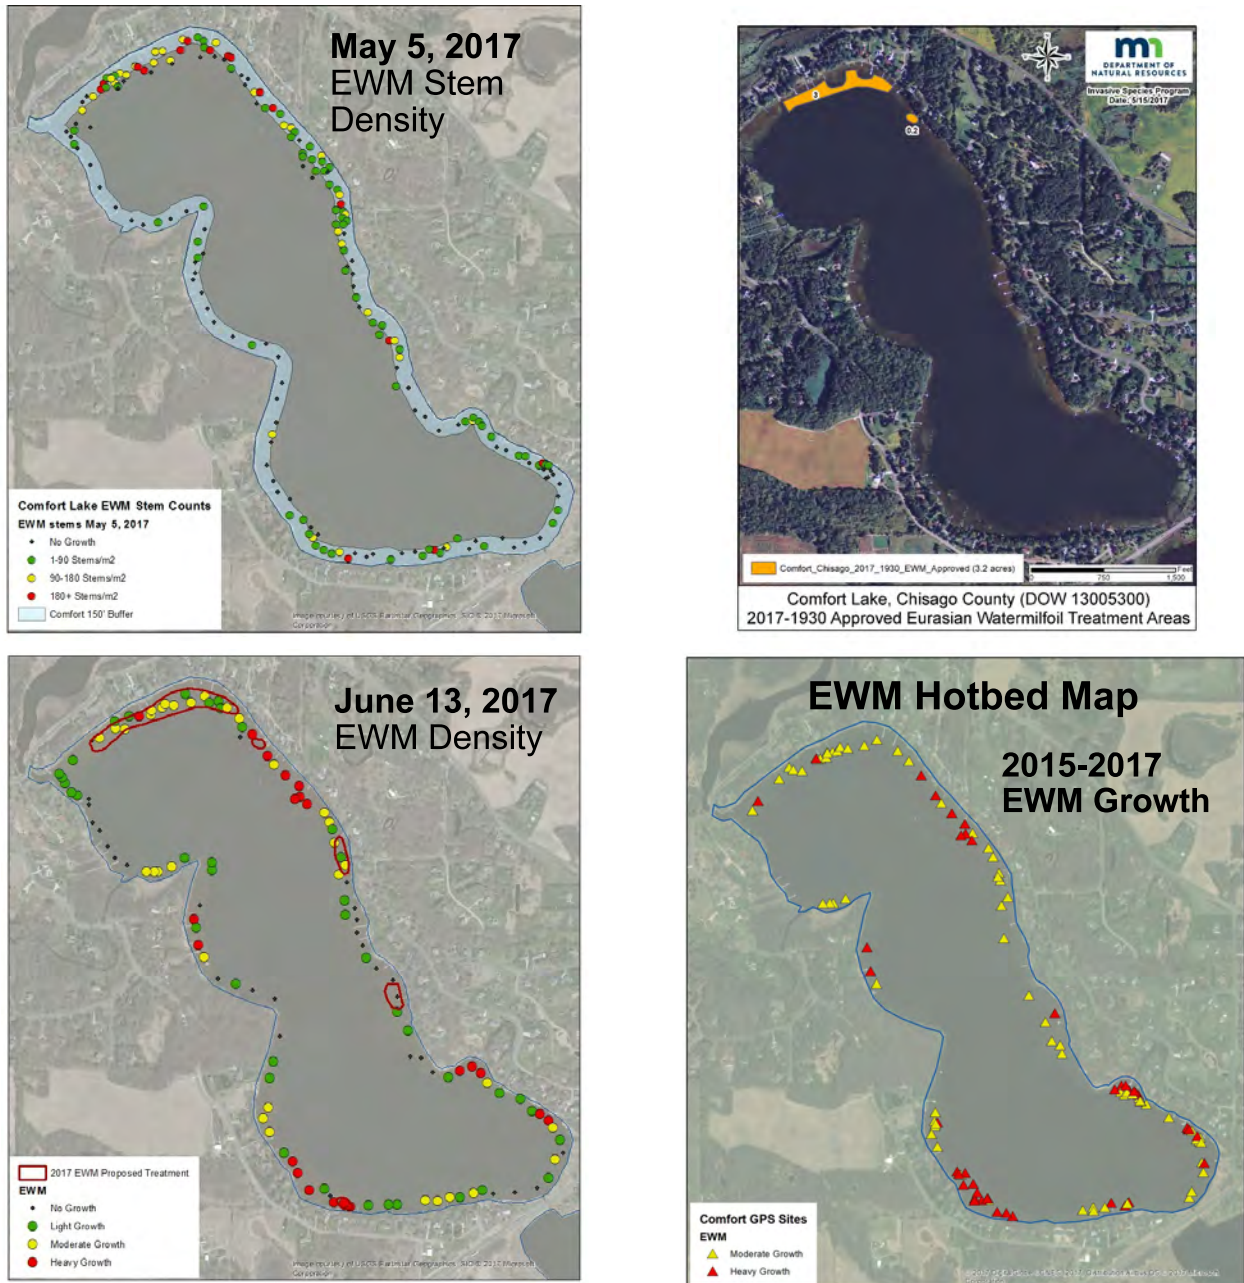 May 5, 2017
EWM Stem
Density
Comfort Lake EWM Stem Counts
EWM stems May 5, 2017
No Growth
1-90 Stems/m2
90-180 Stems/m2
180+ Stems/m2
Comfort 150' Buffer
m
DEPARTMENT OF
NATURAL RESOURCES
Invasive Species Program
Date: 5/15/2017
3
0.2
Comfort_Chisago_2017_1930_EWM_Approved (3.2 acres)
Feet
0 750 1,500
Comfort Lake, Chisago County (DOW 13005300)
2017-1930 Approved Eurasian Watermilfoil Treatment Areas
June 13, 2017
EWM Density
2017 EWM Proposed Treatment
EWM
No Growth
Light Growth
Moderate Growth
Heavy Growth
EWM Hotbed Map
2015-2017
EWM Growth
Comfort GPS Sites
EWM
Moderate Growth
Heavy Growth